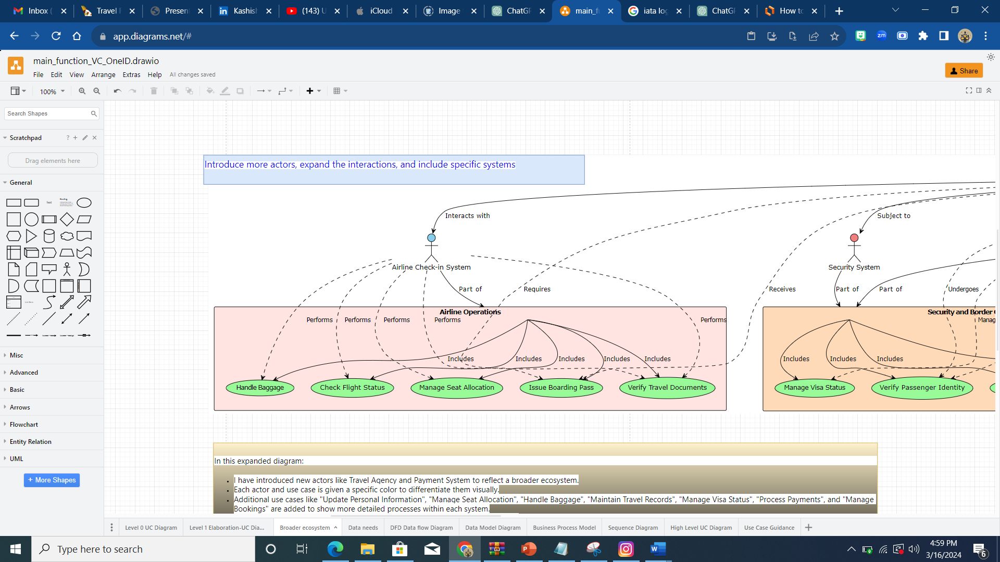 Inbox (
Travel F
Present
Kashish
(143) U
iCloud
Image
ChatGP
main_fu
iata log
ChatGP
How to
app.diagrams.net/#
main_function_VC_OneID.drawio
File Edit View Arrange Extras Help All changes saved
Share
100%
Search Shapes
Scratchpad
Drag elements here
General
Text
Heading
Misc
Advanced
Basic
Arrows
Flowchart
Entity Relation
UML
+ More Shapes
Introduce more actors, expand the interactions, and include specific systems
Interacts with
Subject to
Airline Check-in System
Security System
Part of
Requires
Receives
Part of
Part of
Undergoes
Airline Operations
Security and Border
Performs
Performs
Performs
Performs
Performs
Manag
Includes
Includes
Includes
Includes
Includes
Includes
Includes
Includes
Handle Baggage
Check Flight Status
Manage Seat Allocation
Issue Boarding Pass
Verify Travel Documents
Manage Visa Status
Verify Passenger Identity
In this expanded diagram:
• I have introduced new actors like Travel Agency and Payment System to reflect a broader ecosystem.
• Each actor and use case is given a specific color to differentiate them visually.
• Additional use cases like "Update Personal Information", "Manage Seat Allocation", "Handle Baggage", "Maintain Travel Records", "Manage Visa Status", "Process Payments", and "Manage
Bookings" are added to show more detailed processes within each system.
Level 0 UC Diagram
Level 1 Elaboration-UC Dia...
Broader ecosystem
Data needs
DFD Data flow Diagram
Data Model Diagram
Business Process Model
Sequence Diagram
High Level UC Diagram
Use Case Guidance
Type here to search
4:59 PM
3/16/2024
6